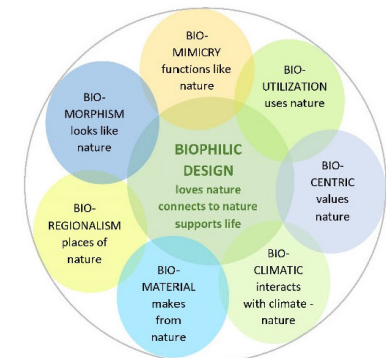 BIO-
MIMICRY
functions like
nature
BIO-
UTILIZATION
uses nature
BIO-
CENTRIC
values
nature
BIO-
CLIMATIC
interacts
with climate -
nature
BIO-
MATERIAL
makes
from
nature
BIO-
REGIONALISM
places of
nature
BIO-
MORPHISM
looks like
nature
BIOPHILIC
DESIGN
loves nature
connects to nature
supports life